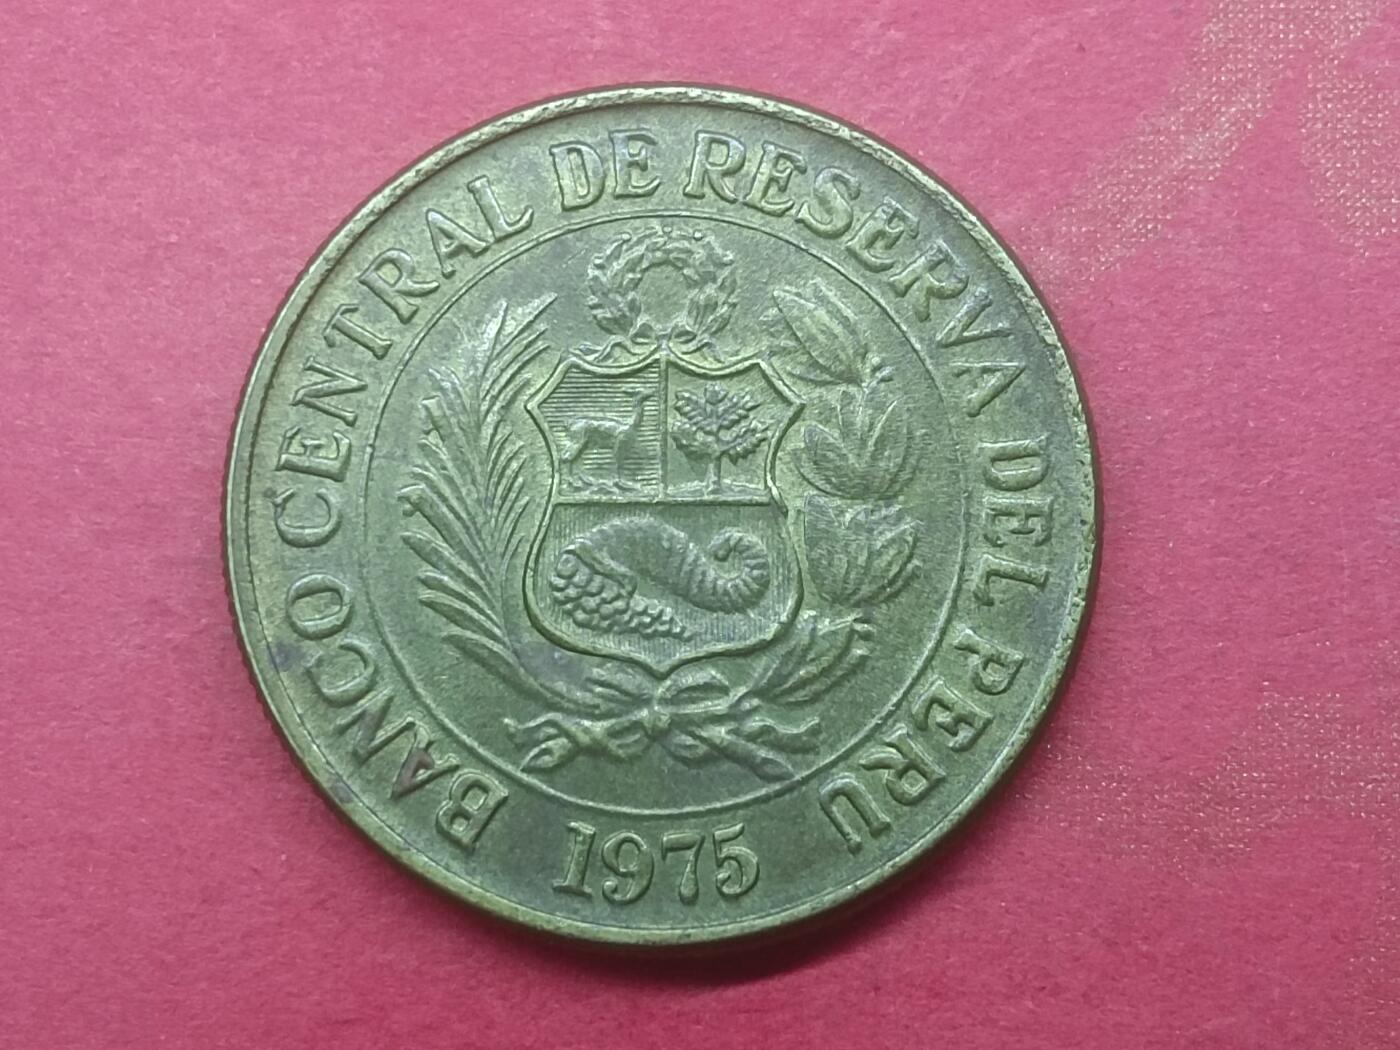 BANCO CENTRAL DE RESERVA DEL PERU
1975